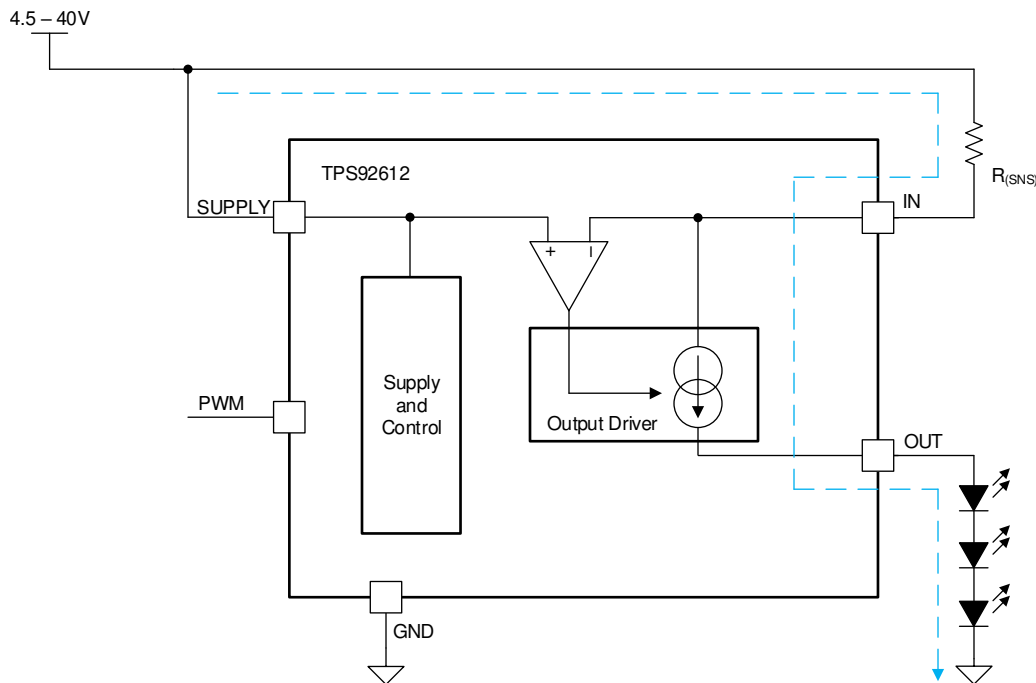 4.5 – 40V
TPS92612
R(SNS)
SUPPLY
IN
+
–
Supply
and
Control
PWM
Output Driver
OUT
GND